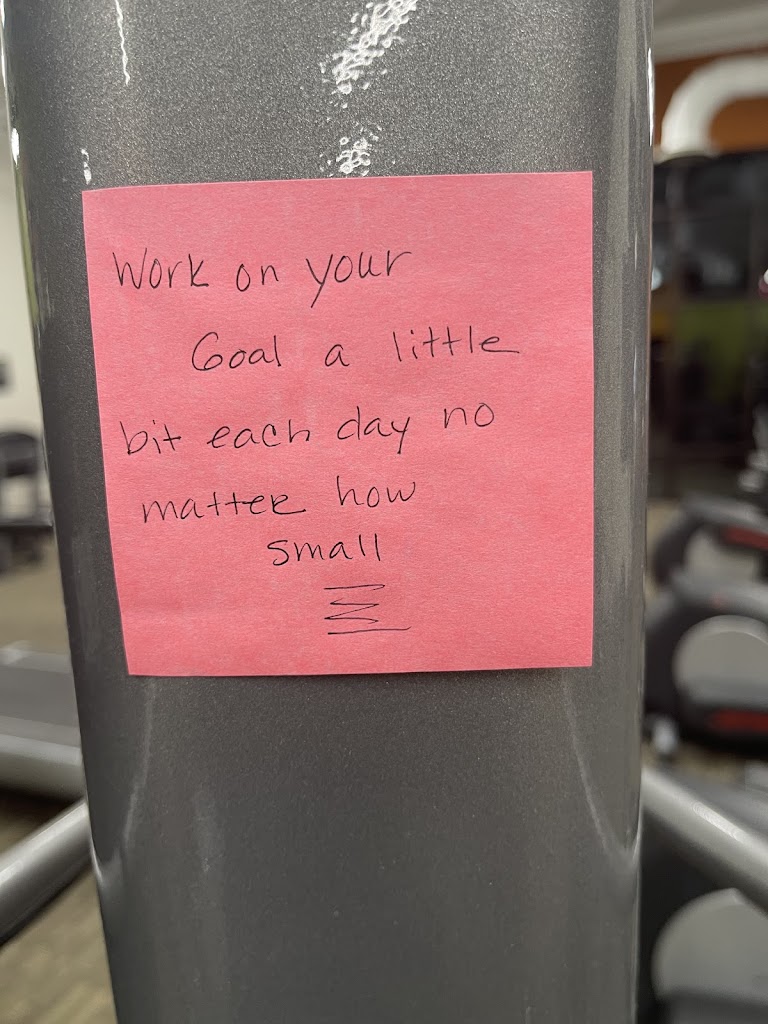 Work on your
Goal a little
bit each day no
matter how
small